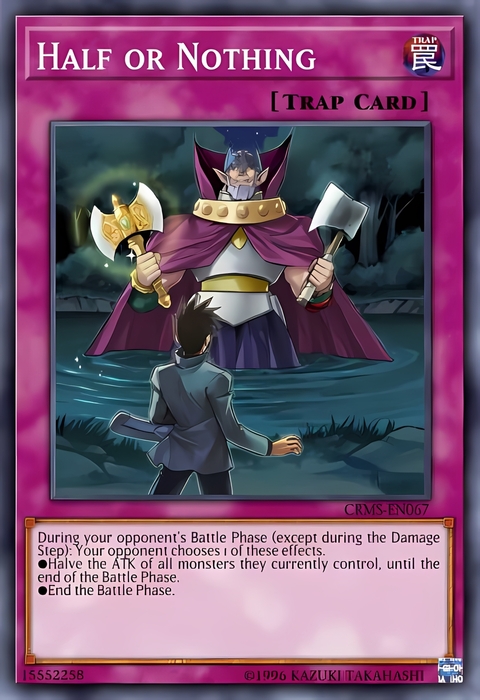 Half or Nothing
TRAP
罠
[Trap Card]
CRMS-EN067
During your opponent's Battle Phase (except during the Damage
Step): Your opponent chooses 1 of these effects.
●Halve the ATK of all monsters they currently control, until the
end of the Battle Phase.
●End the Battle Phase.
15552258
©1996 KAZUKI TAKAHASHI